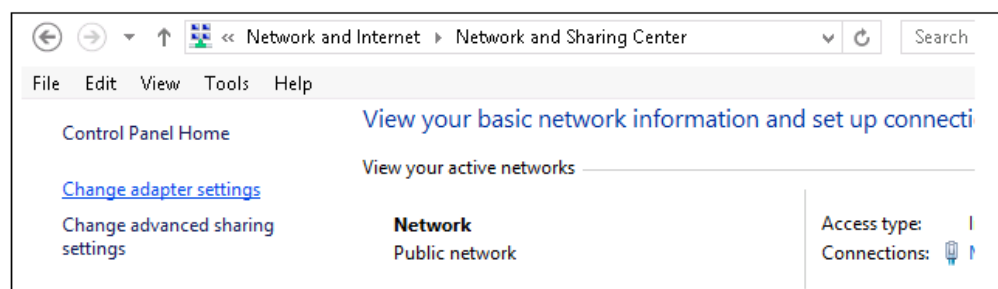 « Network and Internet ▸ Network and Sharing Center Search
File Edit View Tools Help
Control Panel Home
View your basic network information and set up connecti
View your active networks
Change adapter settings
Change advanced sharing
settings
Network
Public network
Access type: I
Connections: